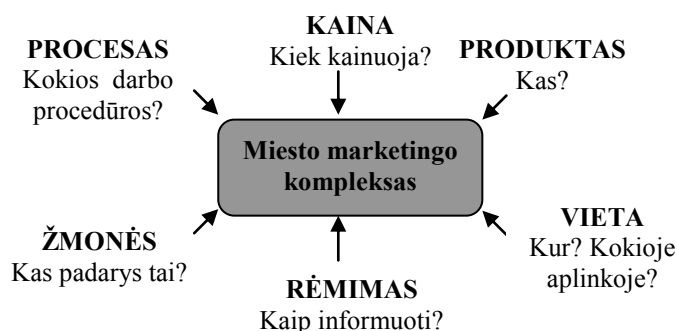 PROCESAS
Kokios darbo
procedūros?
KAINA
Kiek kainuoja?
PRODUKTAS
Kas?
Miesto marketingo
kompleksas
ŽMONĖS
Kas padarys tai?
RĖMIMAS
Kaip informuoti?
VIETA
Kur? Kokioje
aplinkoje?